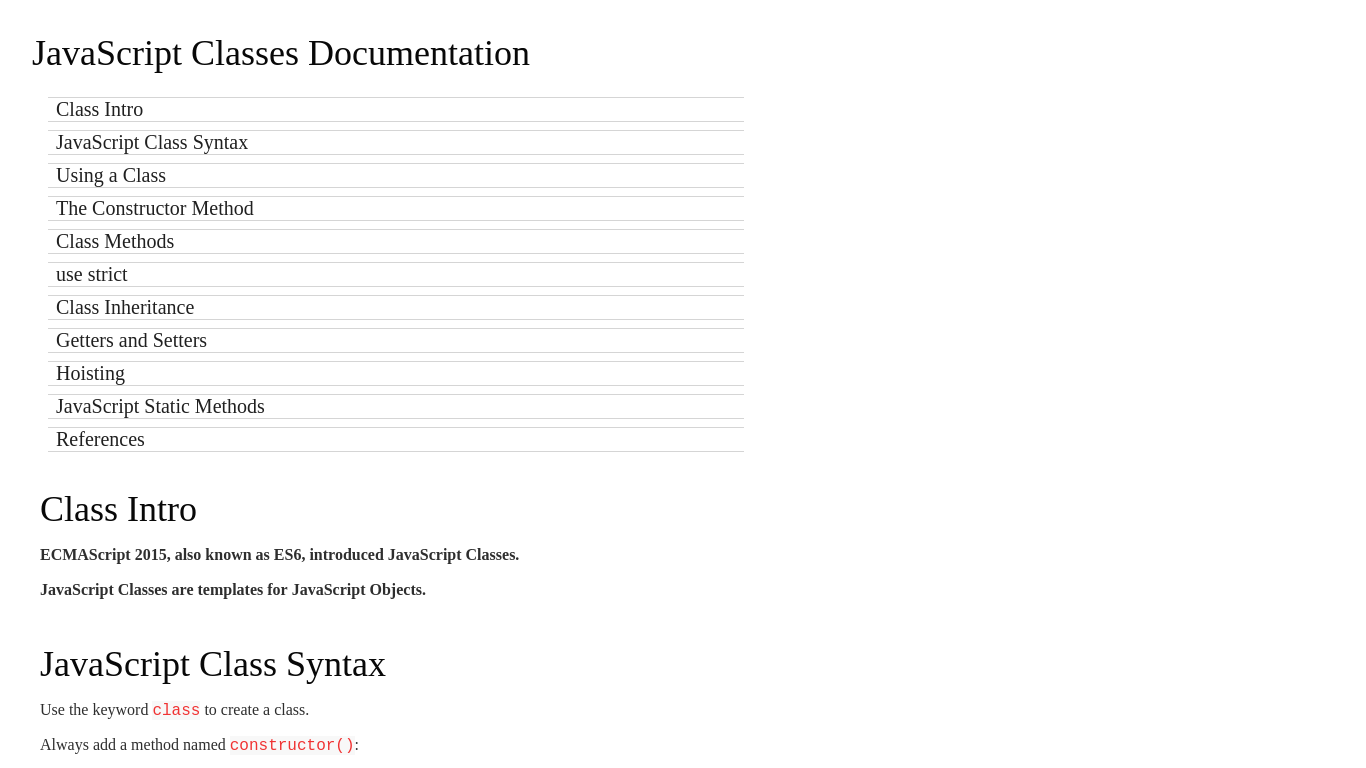 JavaScript Classes Documentation
Class Intro
JavaScript Class Syntax
Using a Class
The Constructor Method
Class Methods
use strict
Class Inheritance
Getters and Setters
Hoisting
JavaScript Static Methods
References
Class Intro
ECMAScript 2015, also known as ES6, introduced JavaScript Classes.
JavaScript Classes are templates for JavaScript Objects.
JavaScript Class Syntax
Use the keyword class to create a class.
Always add a method named constructor():